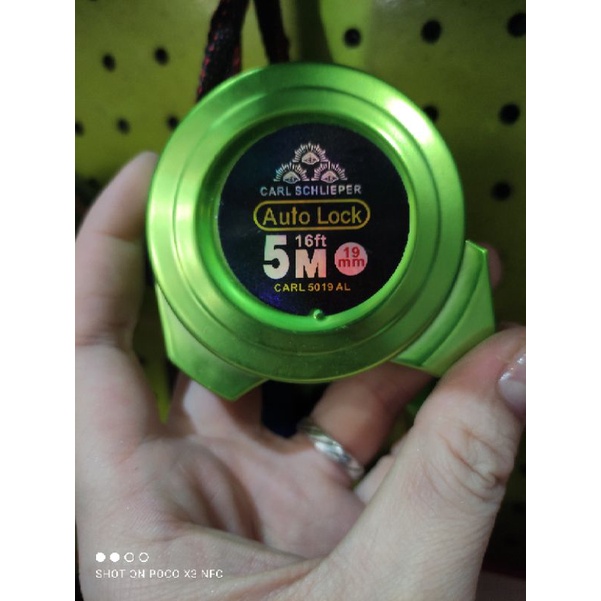 CARL SCHLIEPER
Auto Lock
5M 16ft 19 mm
CARL 5019 AL
SHOT ON POCO X3 NFC